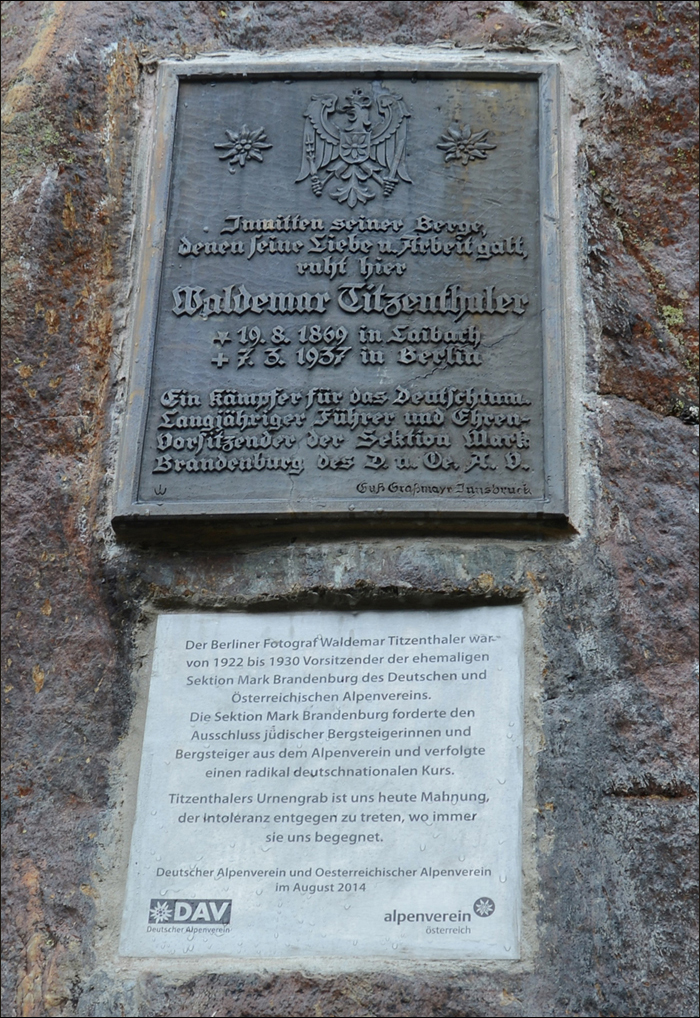 Inmitten seiner Berge,
denen seine Liebe u. Arbeit galt,
ruht hier
Waldemar Titzenthaler
* 19. 8. 1869 in Laibach
+ 7. 3. 1937 in Berlin
Ein Kämpfer für das Deutschtum.
Langjähriger Führer und Ehren-
Vorsitzender der Sektion Mark
Brandenburg des D. u. Oe. A. V.
Guß Graßmayr Innsbruck
Der Berliner Fotograf Waldemar Titzenthaler war
von 1922 bis 1930 Vorsitzender der ehemaligen
Sektion Mark Brandenburg des Deutschen und
Österreichischen Alpenvereins.
Die Sektion Mark Brandenburg forderte den
Ausschluss jüdischer Bergsteigerinnen und
Bergsteiger aus dem Alpenverein und verfolgte
einen radikal deutschnationalen Kurs.
Titzenthalers Urnengrab ist uns heute Mahnung,
der Intoleranz entgegen zu treten, wo immer
sie uns begegnet.
Deutscher Alpenverein und Oesterreichischer Alpenverein
im August 2014
DAV
Deutscher Alpenverein
alpenverein
österreich